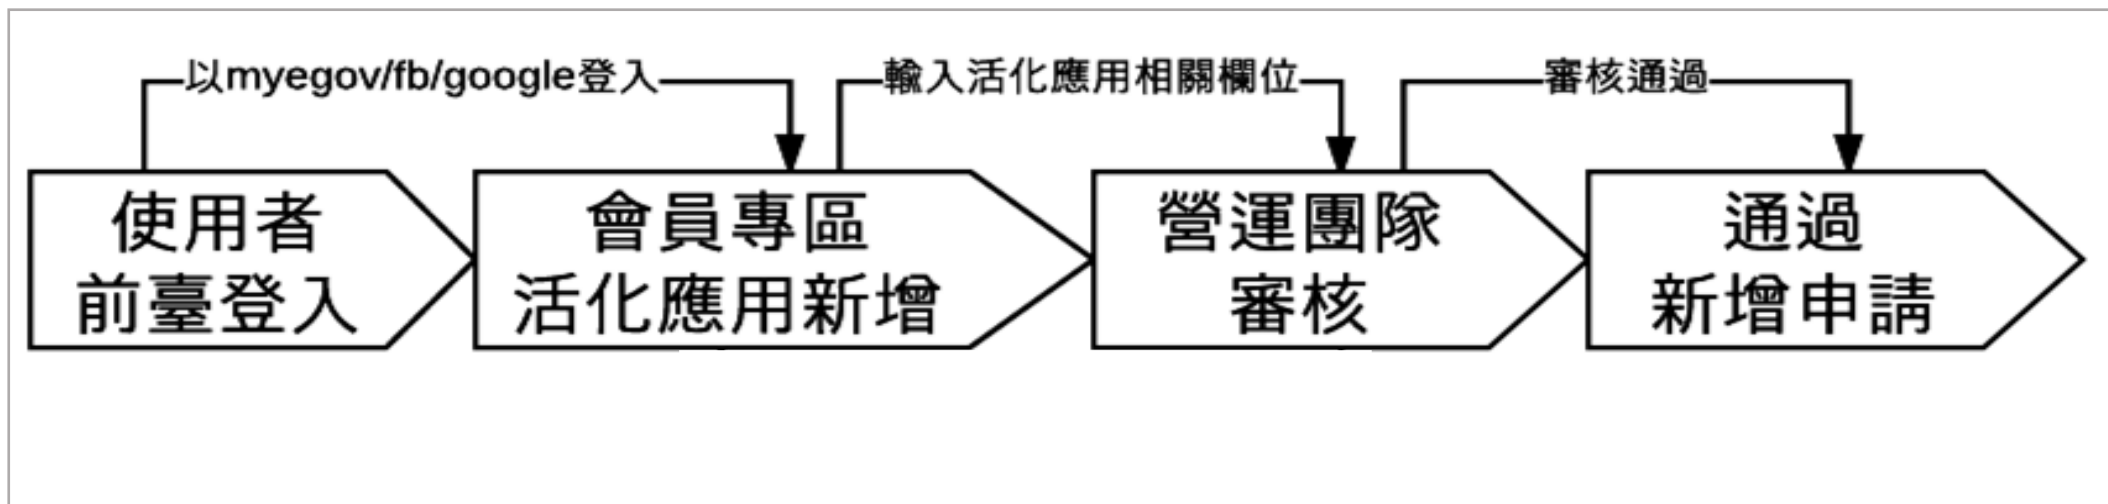 以myegov/fb/google登入
輸入活化應用相關欄位
審核通過
使用者
前臺登入
會員專區
活化應用新增
營運團隊
審核
通過
新增申請